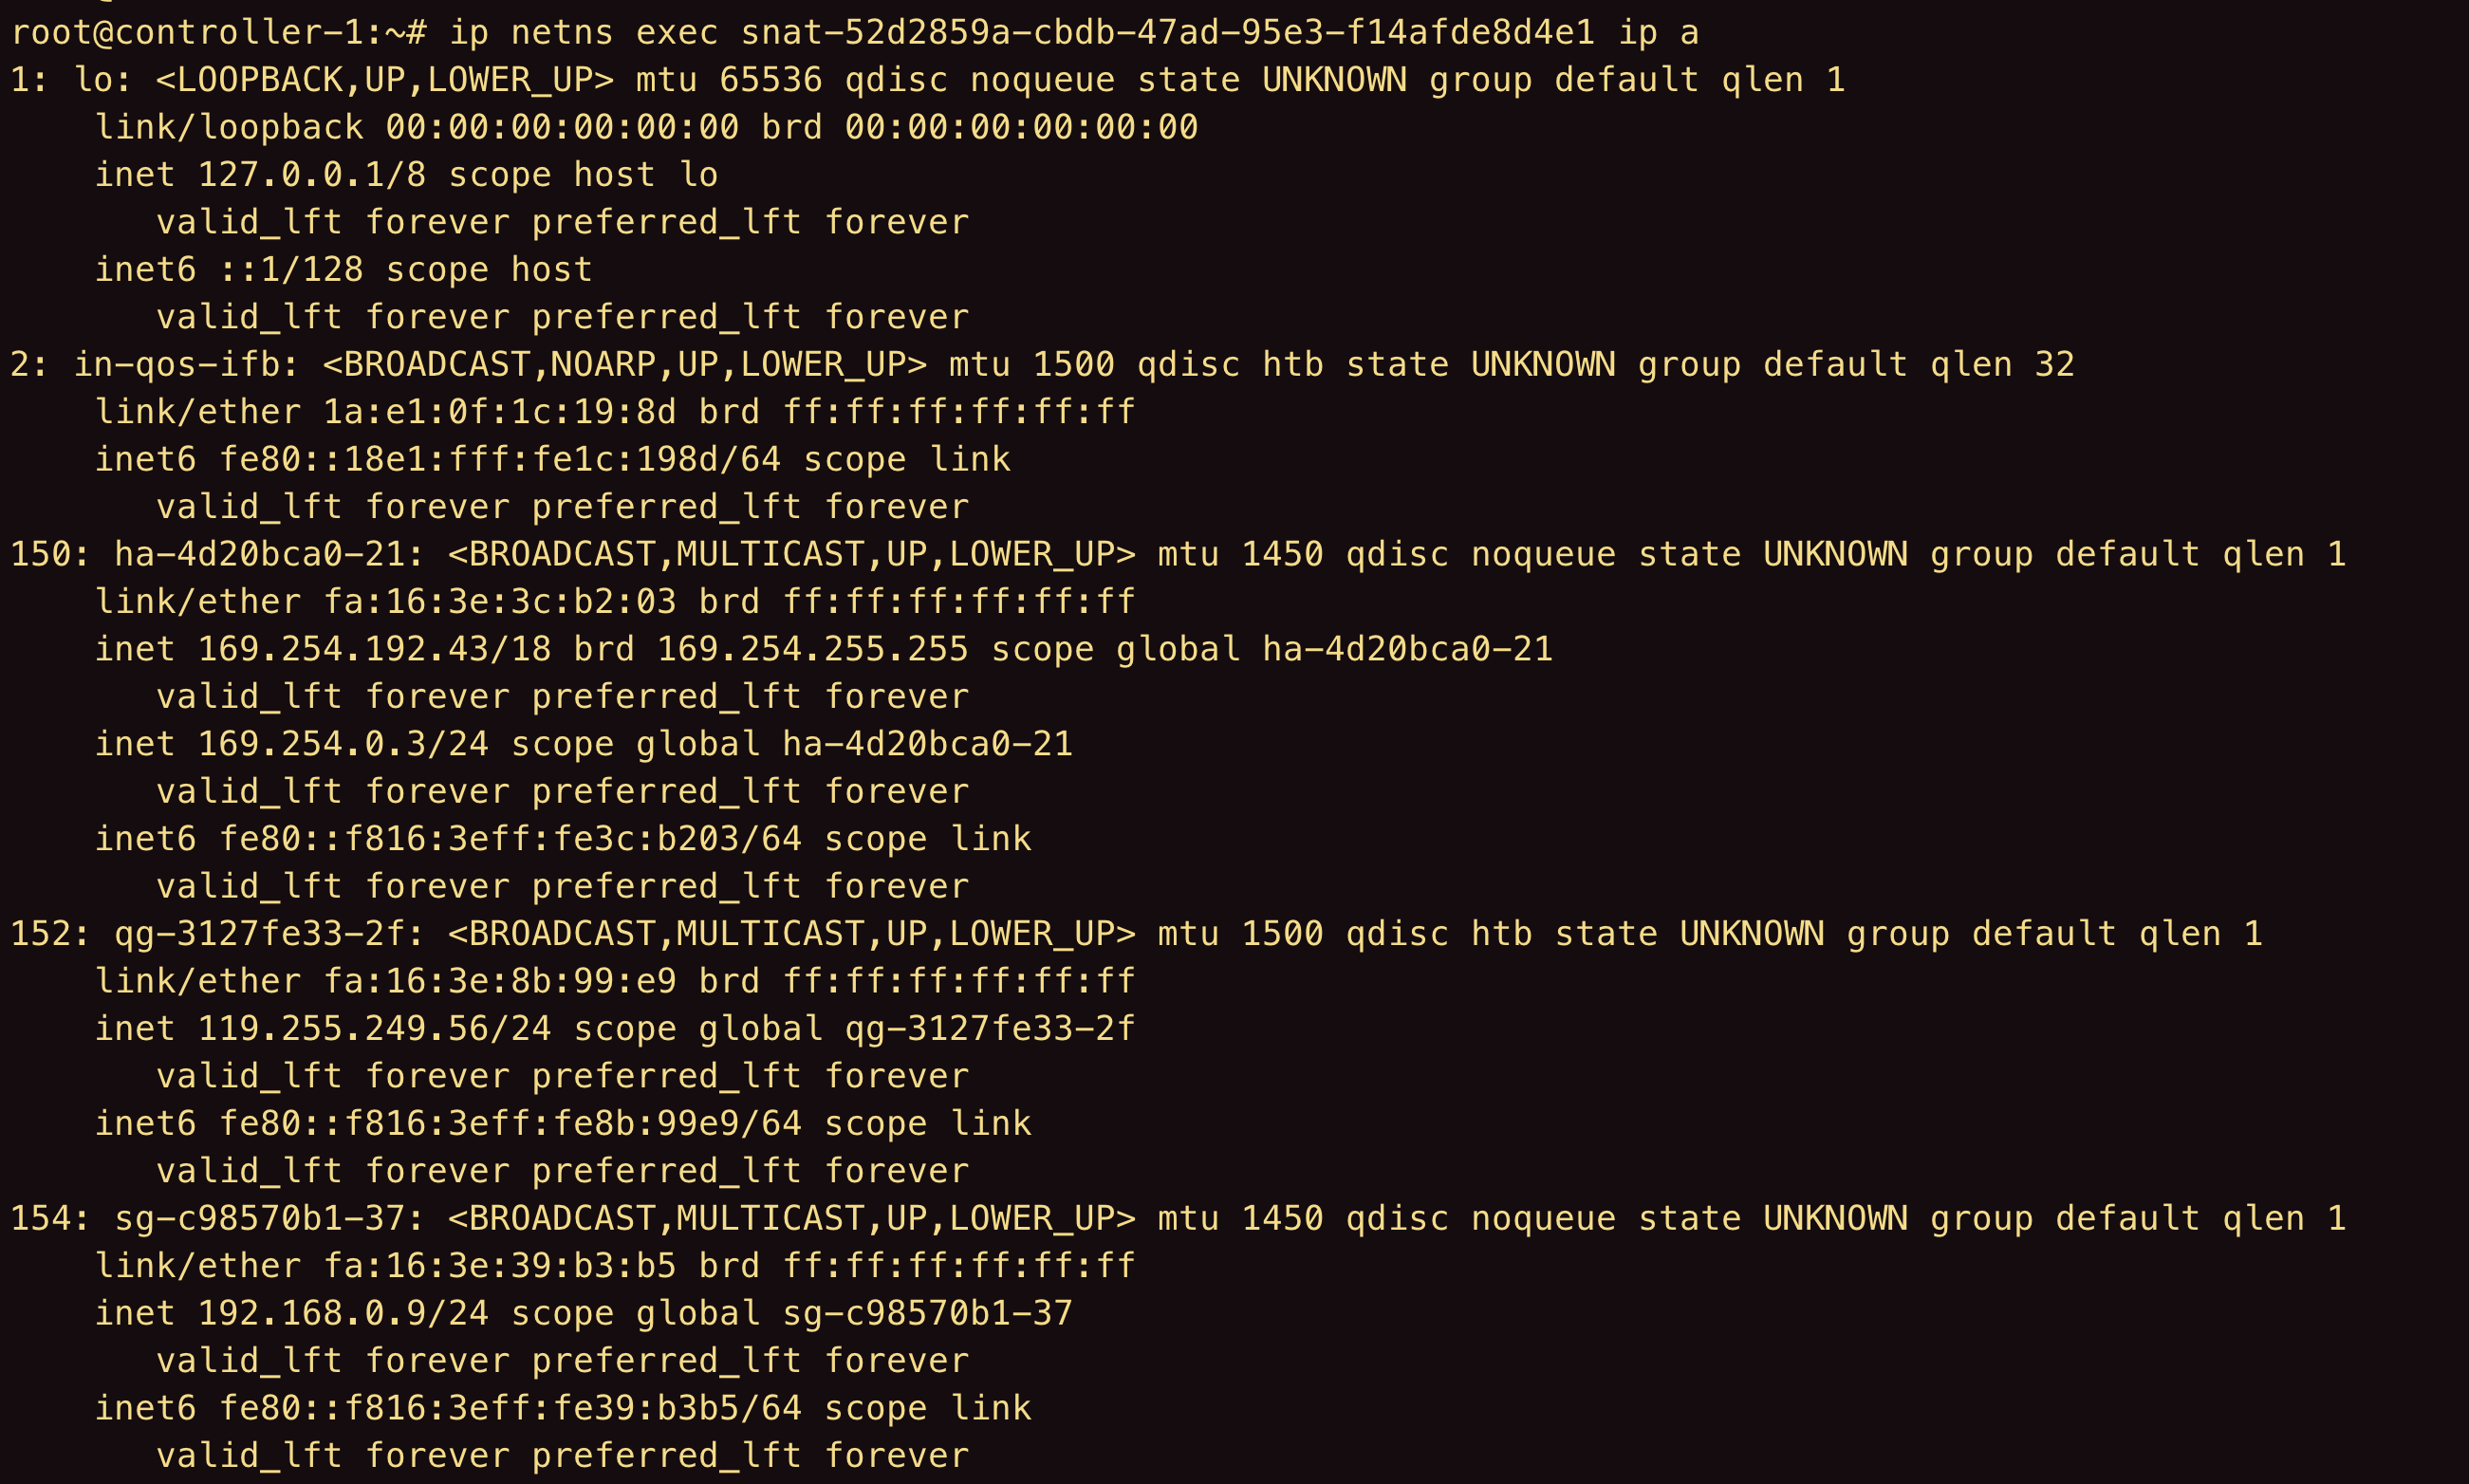 root@controller-1:~# ip netns exec snat-52d2859a-cbdb-47ad-95e3-f14afde8d4e1 ip a
1: lo: <LOOPBACK,UP,LOWER_UP> mtu 65536 qdisc noqueue state UNKNOWN group default qlen 1
    link/loopback 00:00:00:00:00:00 brd 00:00:00:00:00:00
    inet 127.0.0.1/8 scope host lo
       valid_lft forever preferred_lft forever
    inet6 ::1/128 scope host
       valid_lft forever preferred_lft forever
2: in-qos-ifb: <BROADCAST,NOARP,UP,LOWER_UP> mtu 1500 qdisc htb state UNKNOWN group default qlen 32
    link/ether 1a:e1:0f:1c:19:8d brd ff:ff:ff:ff:ff:ff
    inet6 fe80::18e1:fff:fe1c:198d/64 scope link
       valid_lft forever preferred_lft forever
150: ha-4d20bca0-21: <BROADCAST,MULTICAST,UP,LOWER_UP> mtu 1450 qdisc noqueue state UNKNOWN group default qlen 1
    link/ether fa:16:3e:3c:b2:03 brd ff:ff:ff:ff:ff:ff
    inet 169.254.192.43/18 brd 169.254.255.255 scope global ha-4d20bca0-21
       valid_lft forever preferred_lft forever
    inet 169.254.0.3/24 scope global ha-4d20bca0-21
       valid_lft forever preferred_lft forever
    inet6 fe80::f816:3eff:fe3c:b203/64 scope link
       valid_lft forever preferred_lft forever
152: qg-3127fe33-2f: <BROADCAST,MULTICAST,UP,LOWER_UP> mtu 1500 qdisc htb state UNKNOWN group default qlen 1
    link/ether fa:16:3e:8b:99:e9 brd ff:ff:ff:ff:ff:ff
    inet 119.255.249.56/24 scope global qg-3127fe33-2f
       valid_lft forever preferred_lft forever
    inet6 fe80::f816:3eff:fe8b:99e9/64 scope link
       valid_lft forever preferred_lft forever
154: sg-c98570b1-37: <BROADCAST,MULTICAST,UP,LOWER_UP> mtu 1450 qdisc noqueue state UNKNOWN group default qlen 1
    link/ether fa:16:3e:39:b3:b5 brd ff:ff:ff:ff:ff:ff
    inet 192.168.0.9/24 scope global sg-c98570b1-37
       valid_lft forever preferred_lft forever
    inet6 fe80::f816:3eff:fe39:b3b5/64 scope link
       valid_lft forever preferred_lft forever